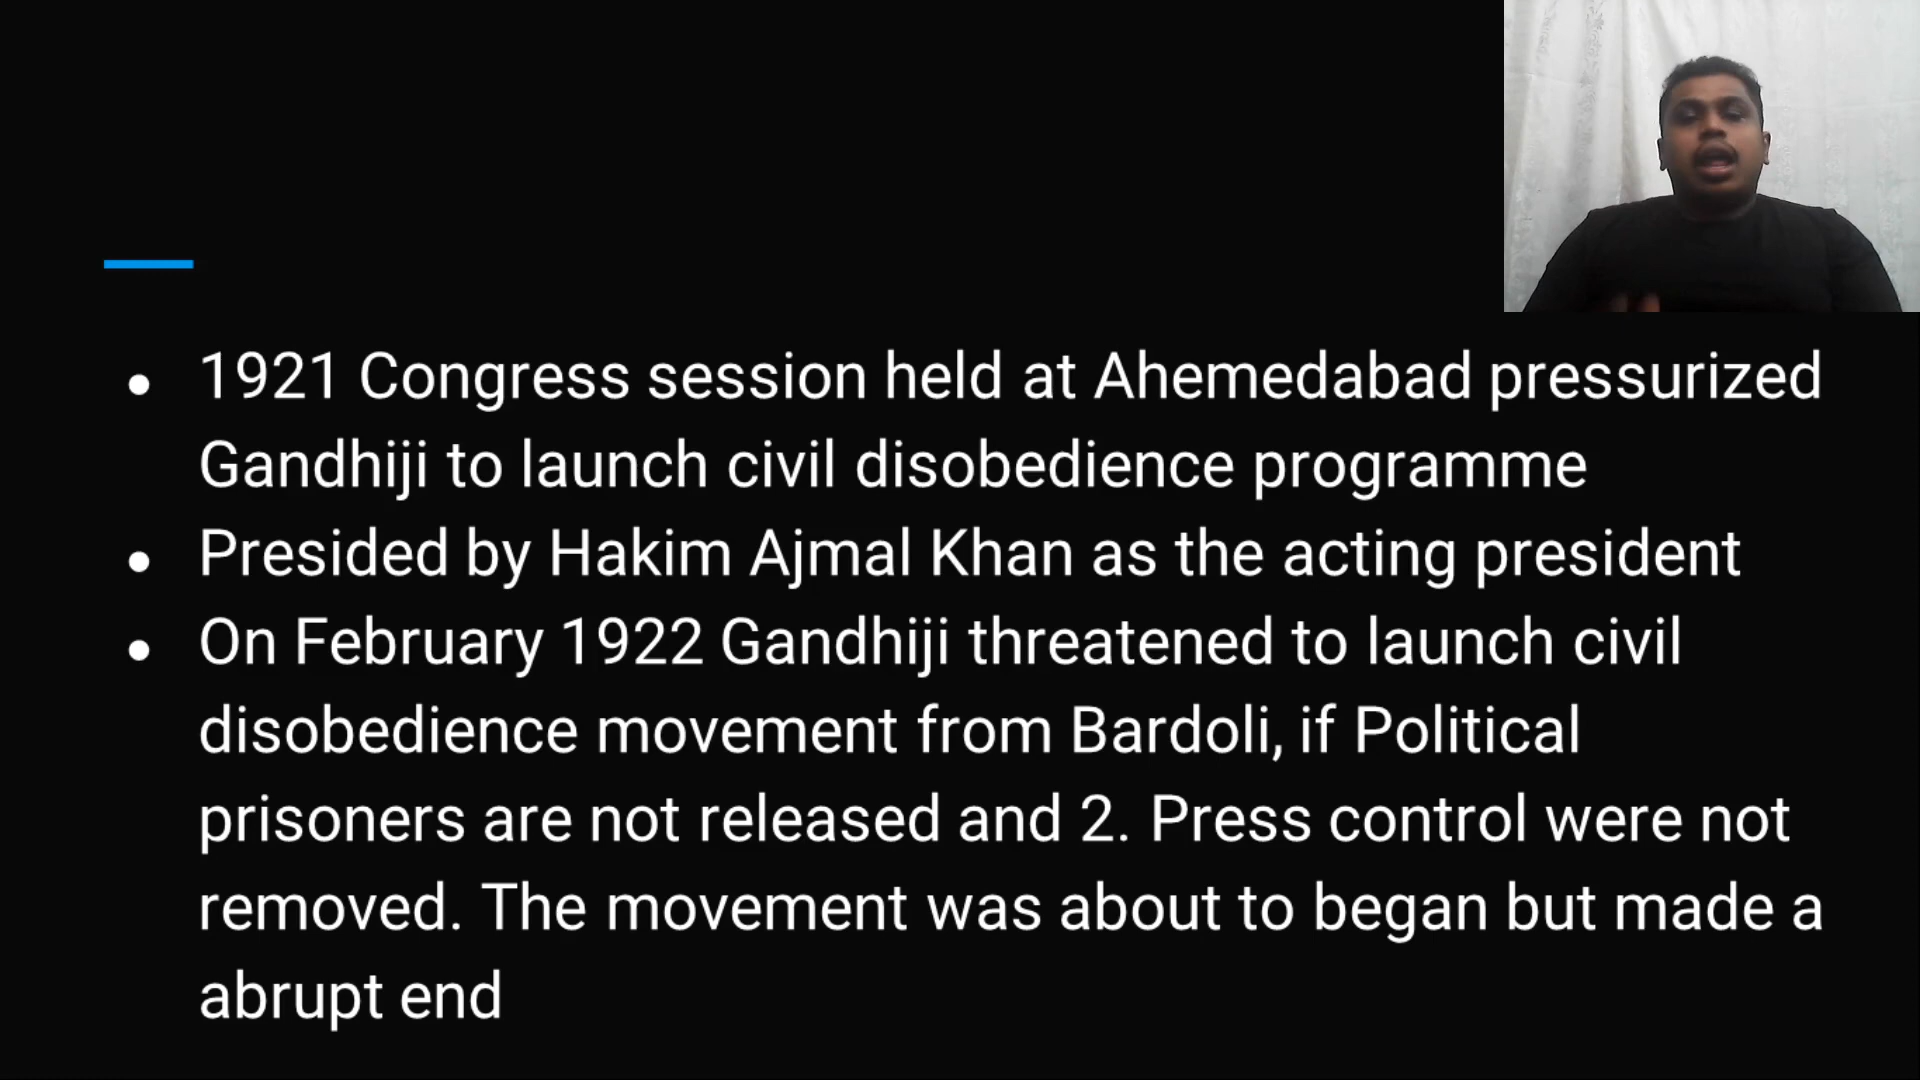 • 1921 Congress session held at Ahemedabad pressurized
Gandhiji to launch civil disobedience programme
• Presided by Hakim Ajmal Khan as the acting president
• On February 1922 Gandhiji threatened to launch civil
disobedience movement from Bardoli, if Political
prisoners are not released and 2. Press control were not
removed. The movement was about to began but made a
abrupt end